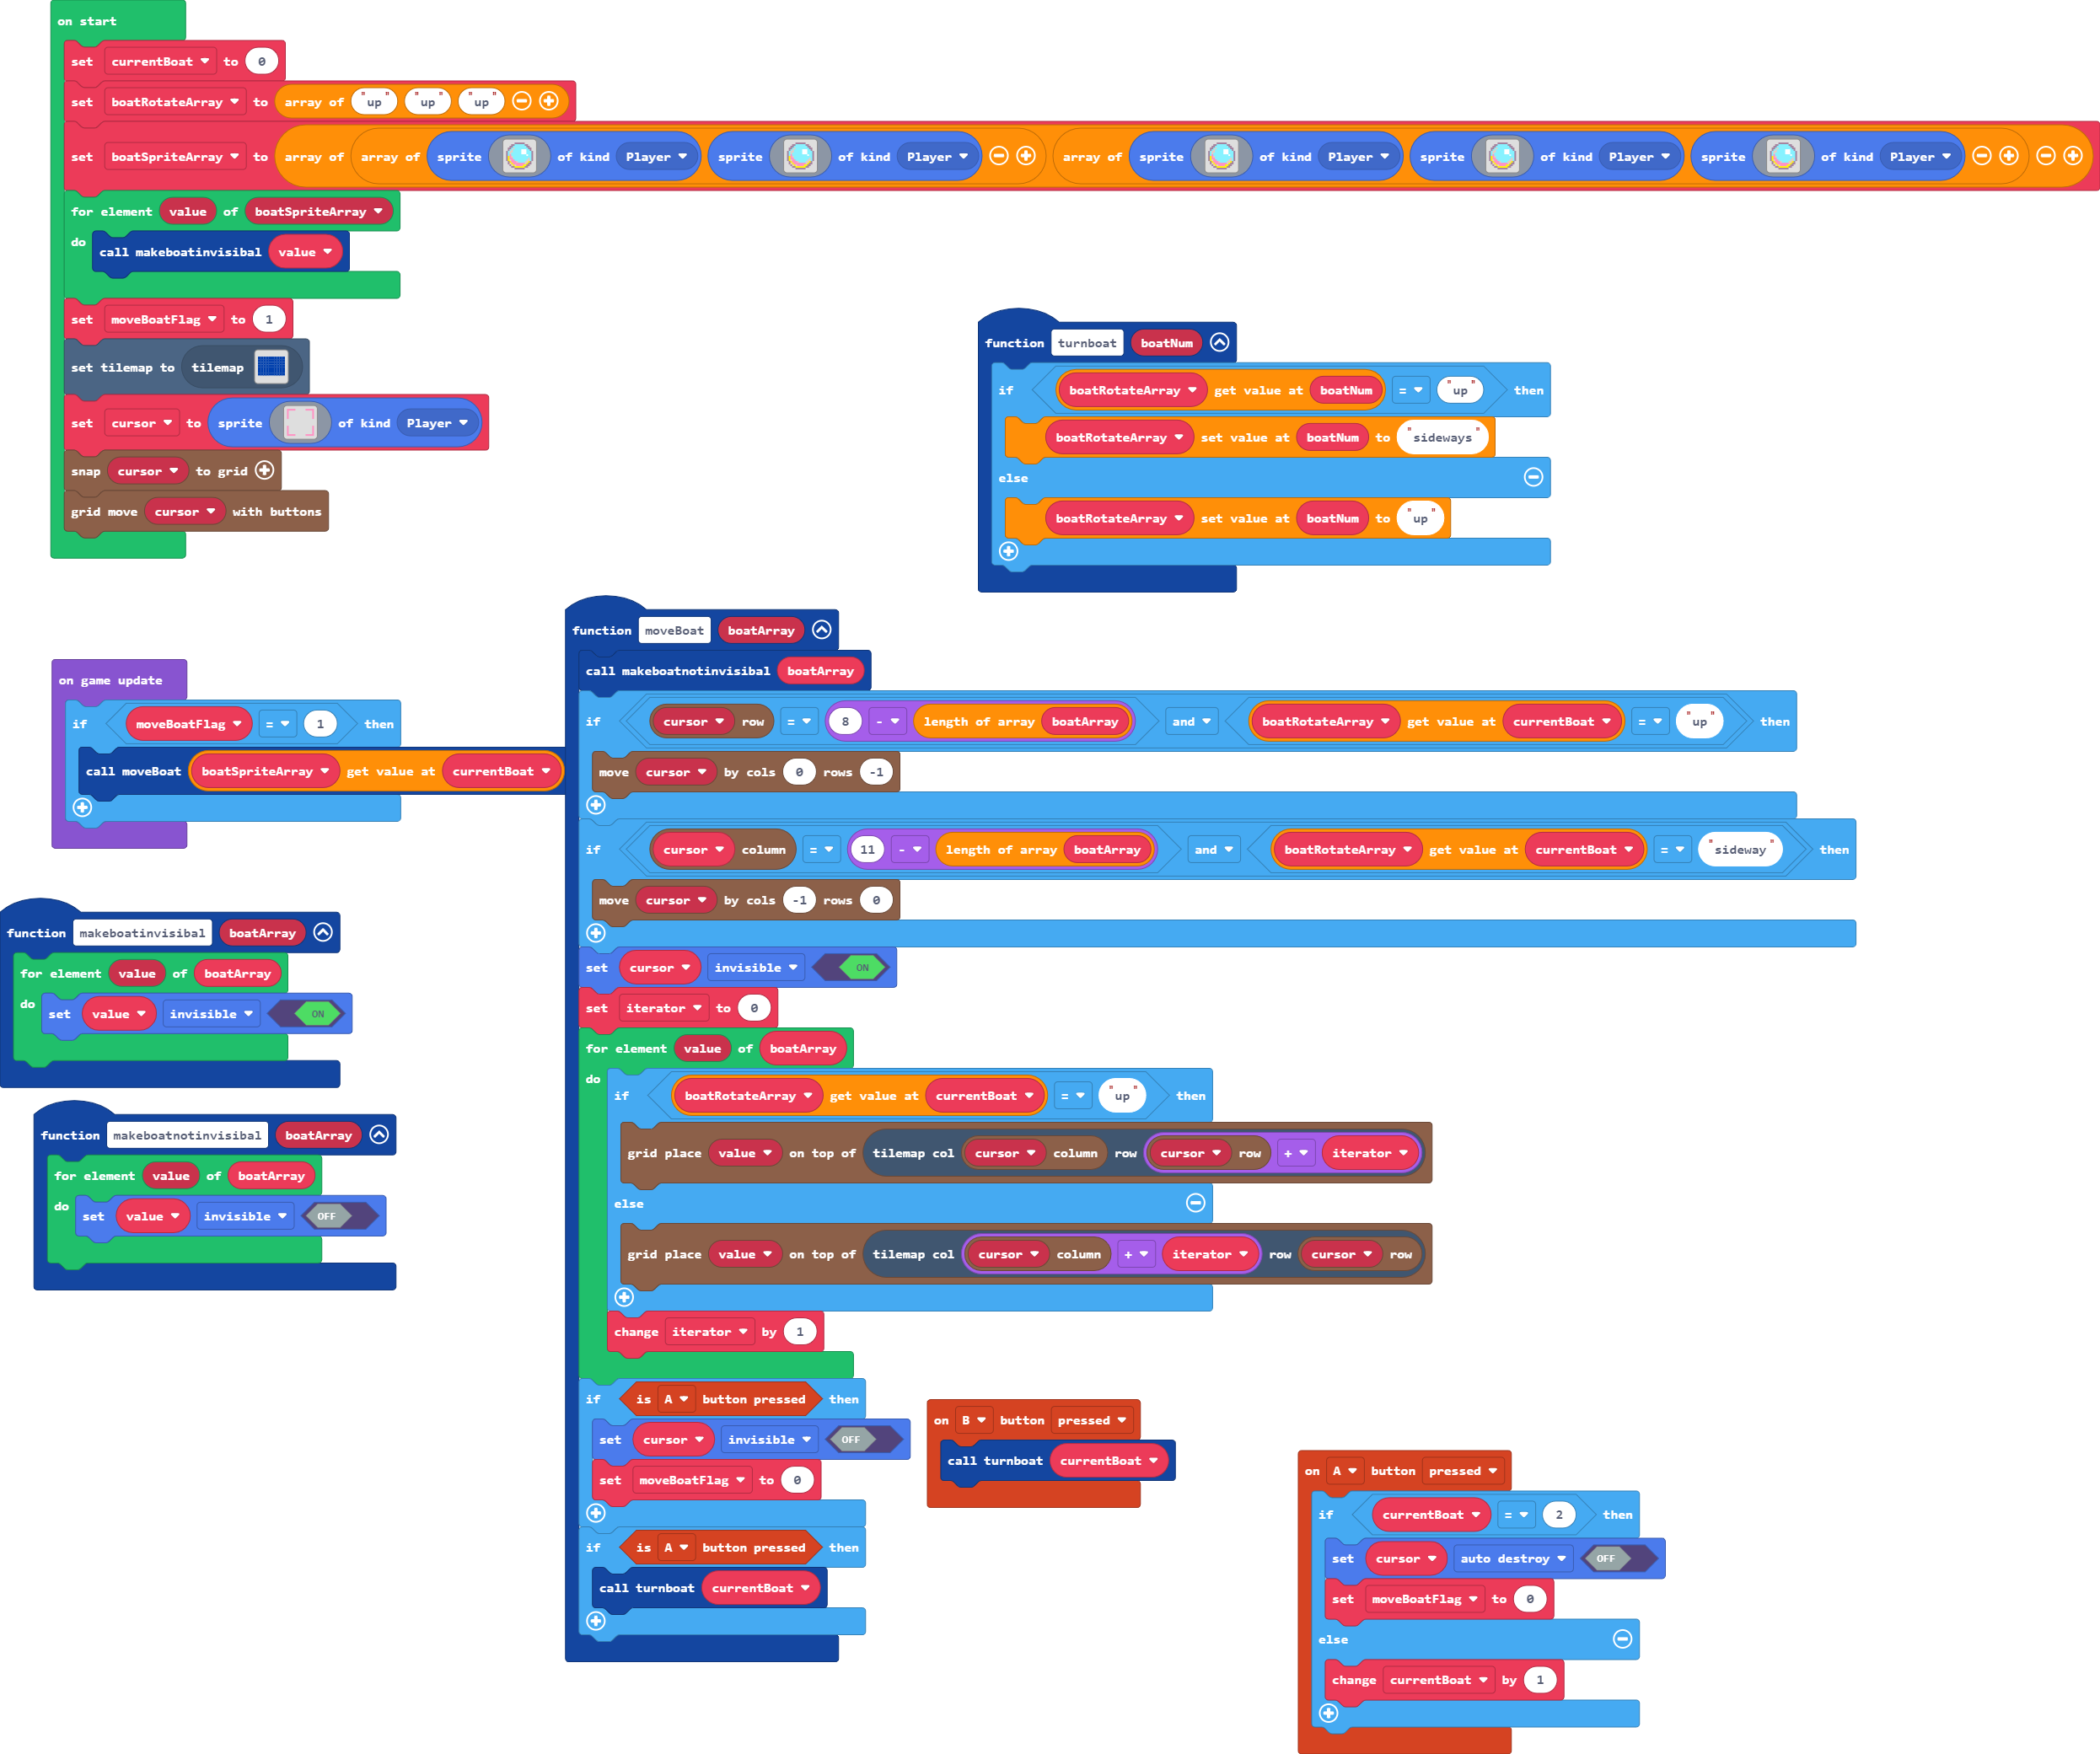 on start
set currentBoat to 0
set boatRotateArray to array of "up" "up" "up"
set boatSpriteArray to array of array of sprite of kind Player sprite of kind Player array of sprite of kind Player sprite of kind Player sprite of kind Player
for element value of boatSpriteArray
do call makeboatinvisibal value
set moveBoatFlag to 1
set tilemap to tilemap
set cursor to sprite of kind Player
snap cursor to grid
grid move cursor with buttons
function turnboat boatNum
if boatRotateArray get value at boatNum = "up" then
boatRotateArray set value at boatNum to "sideways"
else
boatRotateArray set value at boatNum to "up"
on game update
if moveBoatFlag = 1 then
call moveBoat boatSpriteArray get value at currentBoat
function makeboatinvisibal boatArray
for element value of boatArray
do set value invisible ON
function makeboatnotinvisibal boatArray
for element value of boatArray
do set value invisible OFF
function moveBoat boatArray
call makeboatnotinvisibal boatArray
if cursor row = 8 - length of array boatArray and boatRotateArray get value at currentBoat = "up" then
move cursor by cols 0 rows -1
if cursor column = 11 - length of array boatArray and boatRotateArray get value at currentBoat = "sideway" then
move cursor by cols -1 rows 0
set cursor invisible ON
set iterator to 0
for element value of boatArray
do if boatRotateArray get value at currentBoat = "up" then
grid place value on top of tilemap col cursor column row cursor row + iterator
else
grid place value on top of tilemap col cursor column + iterator row cursor row
change iterator by 1
if is A button pressed then
set cursor invisible OFF
set moveBoatFlag to 0
if is A button pressed then
call turnboat currentBoat
on B button pressed
call turnboat currentBoat
on A button pressed
if currentBoat = 2 then
set cursor auto destroy OFF
set moveBoatFlag to 0
else
change currentBoat by 1